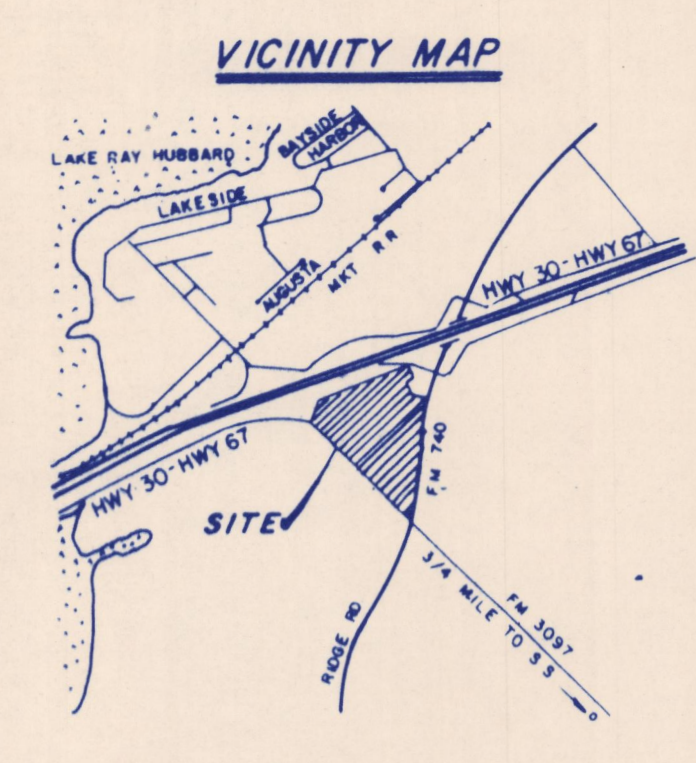 VICINITY MAP
LAKE RAY HUBBARD
BAYSIDE
HARBOR
LAKESIDE
AUGUSTA
MKT RR
HWY 30-HWY 67
HWY 30-HWY 67
SITE
FM 740
RIDGE RD
FM 3097
3/4 MILE TO SS